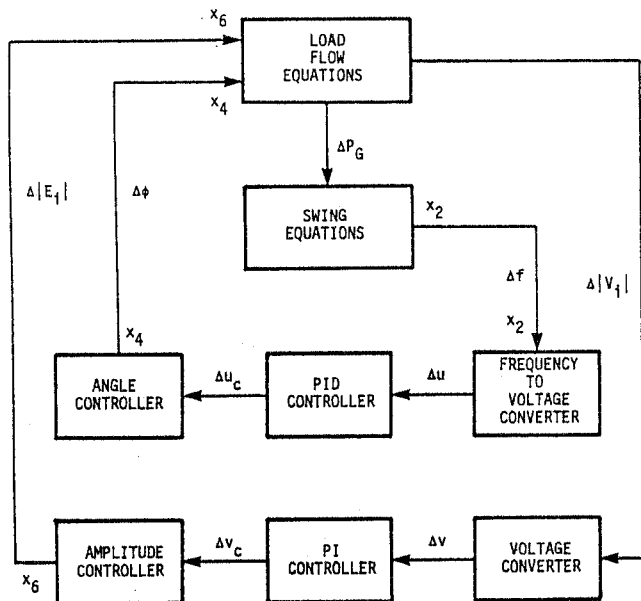 x6
LOAD
FLOW
EQUATIONS
x4
ΔPG
Δ|Ei|
Δφ
SWING
EQUATIONS
x2
Δf
Δ|Vi|
x2
x4
ANGLE
CONTROLLER
Δuc
PID
CONTROLLER
Δu
FREQUENCY
TO
VOLTAGE
CONVERTER
AMPLITUDE
CONTROLLER
Δvc
PI
CONTROLLER
Δv
VOLTAGE
CONVERTER
x6